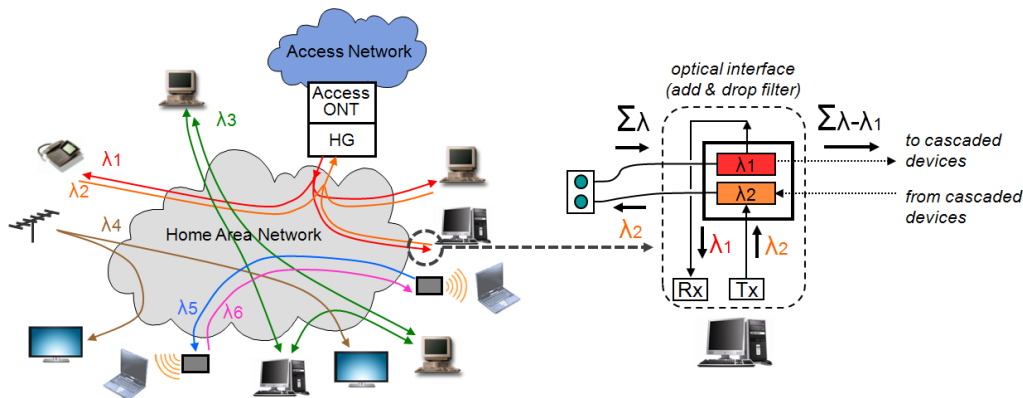 Access Network
Access
ONT
HG
λ3
λ1
λ2
λ4
Home Area Network
λ5
λ6
optical interface
(add & drop filter)
Σλ
Σλ-λ1
to cascaded
devices
λ1
λ2
from cascaded
devices
λ2
λ1
λ2
Rx
Tx